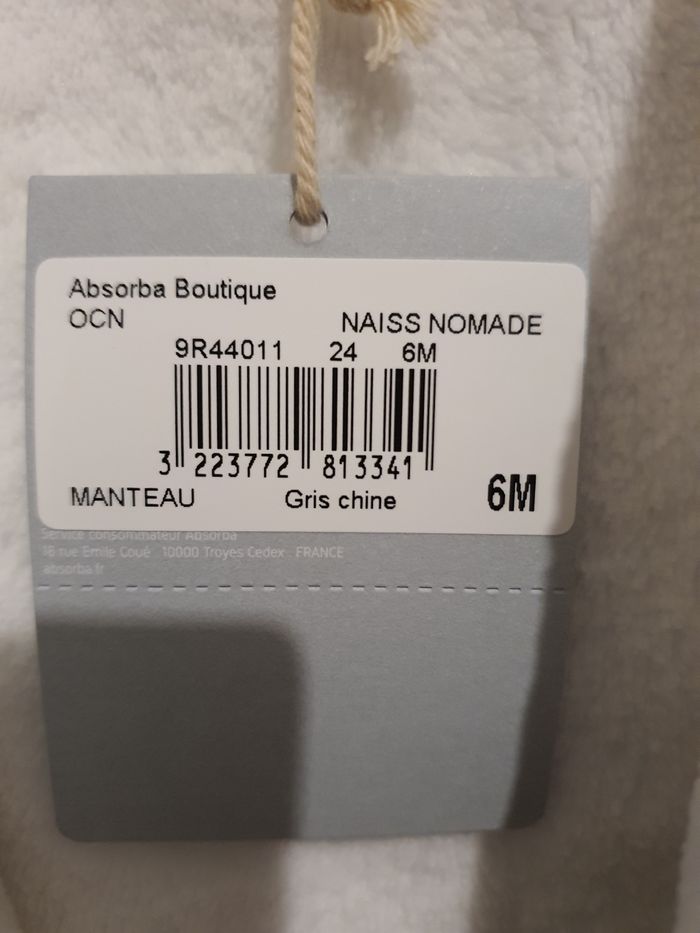 Absorba Boutique
OCN NAISS NOMADE
9R44011 24 6M
3 223772 813341
MANTEAU Gris chine 6M
Service consommateur Absorba
18 rue Emile Coué . 10000 Troyes Cedex . FRANCE
absorba.fr